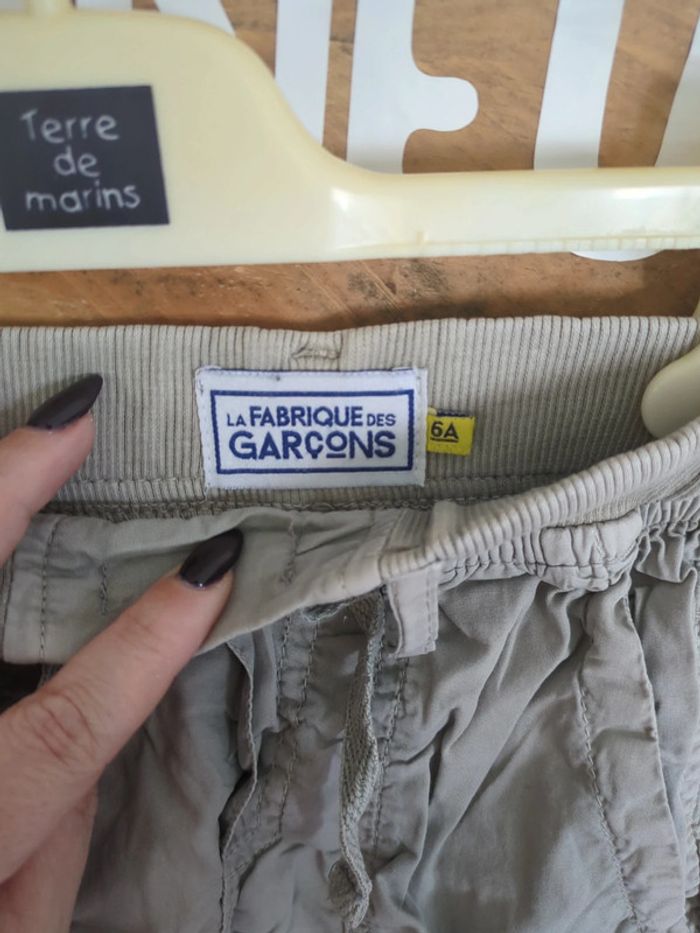 Terre
de
marins
LA FABRIQUE DES
GARÇONS
6A